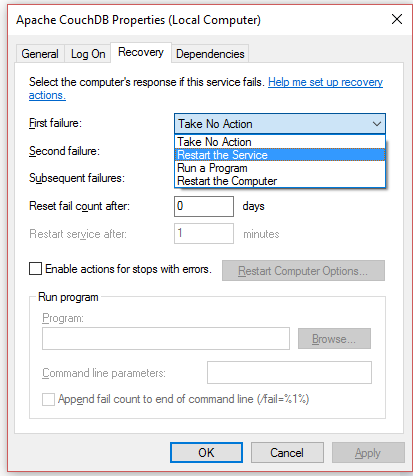 Apache CouchDB Properties (Local Computer)
General Log On Recovery Dependencies
Select the computer's response if this service fails. Help me set up recovery
actions.
First failure: Take No Action
Take No Action
Second failure: Restart the Service
Run a Program
Subsequent failures: Restart the Computer
Reset fail count after: 0 days
Restart service after: 1 minutes
Enable actions for stops with errors. Restart Computer Options...
Run program
Program:
Browse...
Command line parameters:
Append fail count to end of command line (/fail=%1%)
OK Cancel Apply